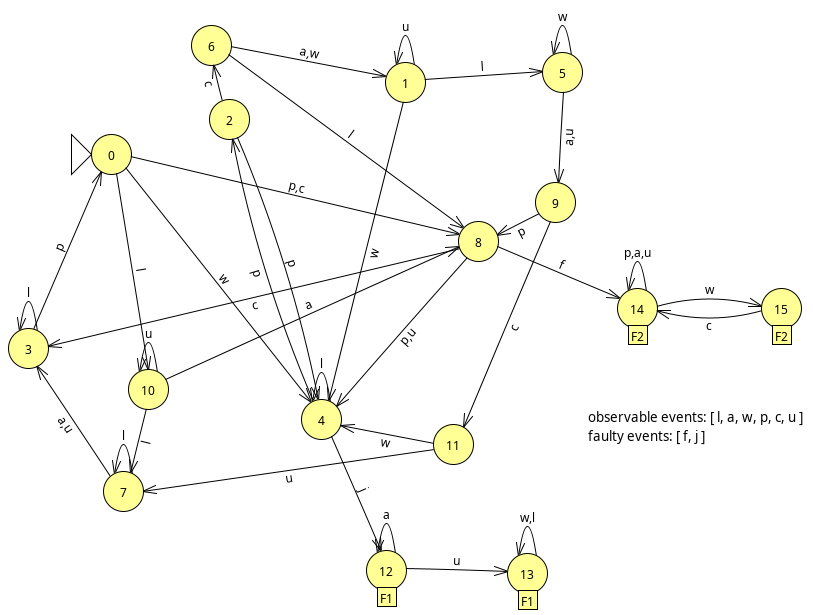 w
u
6
a,w
l
5
1
c
2
l
a,u
0
p,c
9
p
8
w
p
f
p,a,u
l
w
p
p
c
a
w
14
15
c
F2
F2
l
3
u
p,u
c
10
l
4
observable events: [ l, a, w, p, c, u ]
faulty events: [ f, j ]
a,u
l
l
w
11
7
u
j
a
w,l
12
u
13
F1
F1